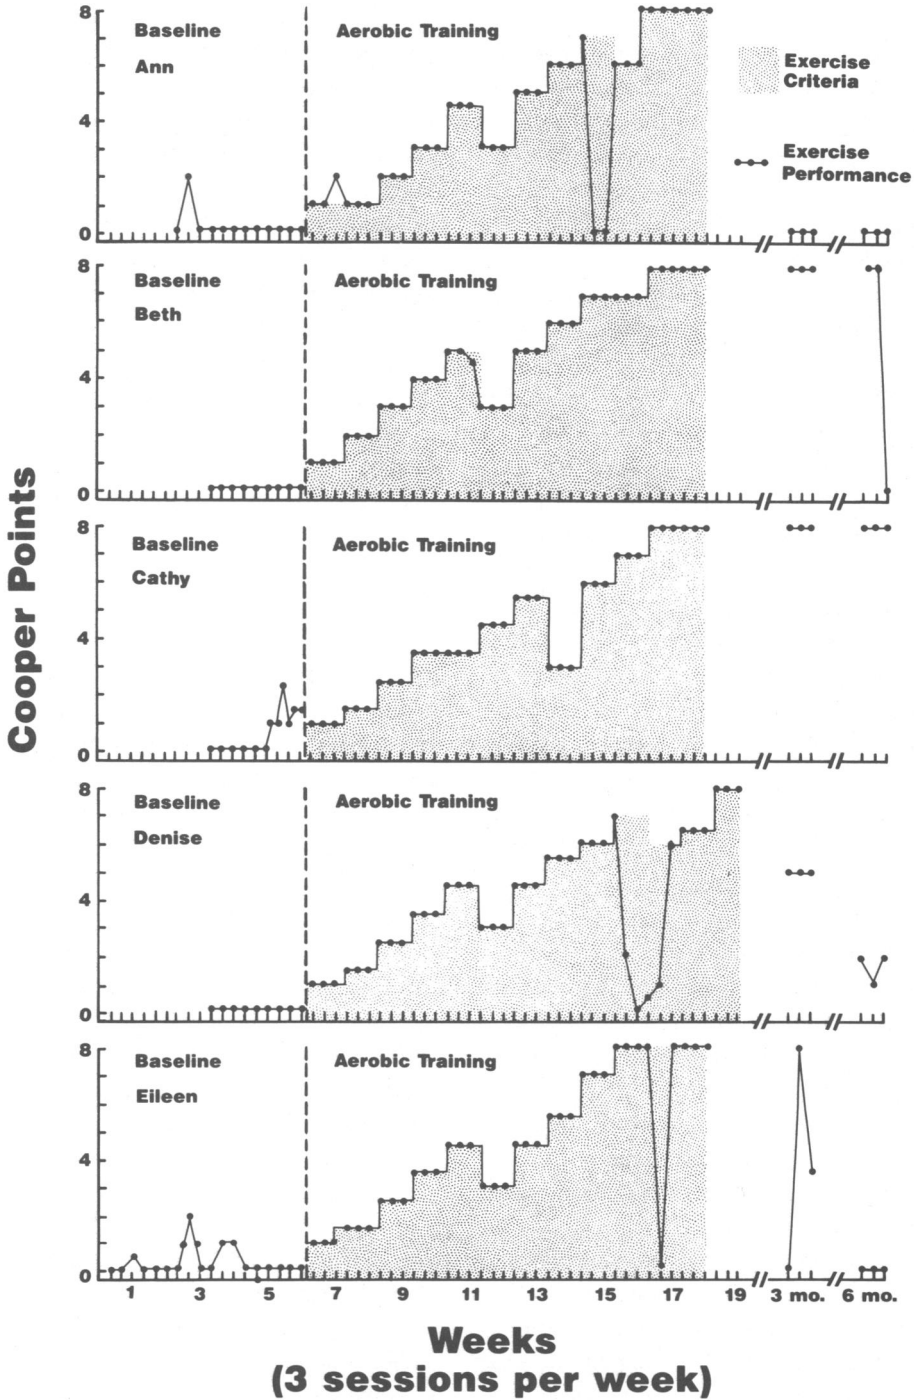 8
4
0
Baseline
Ann
Aerobic Training
Exercise
Criteria
Exercise
Performance
8
4
0
Baseline
Beth
Aerobic Training
8
4
0
Baseline
Cathy
Aerobic Training
8
4
0
Baseline
Denise
Aerobic Training
8
4
0
Baseline
Eileen
Aerobic Training
Cooper Points
1 3 5 7 9 11 13 15 17 19 3 mo. 6 mo.
Weeks
(3 sessions per week)